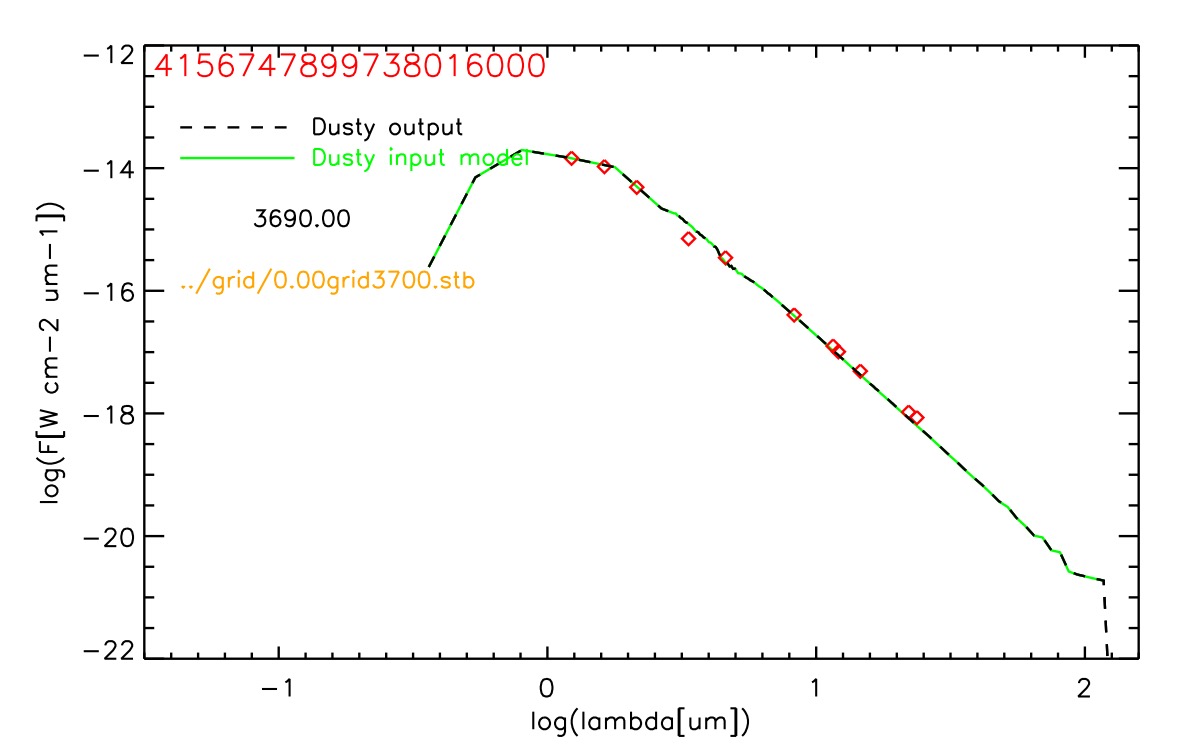 −12
4156747899738016000
Dusty output
Dusty input model
−14
3690.00
../grid/0.00grid3700.stb
−16
−18
−20
−22
log(F[W cm−2 um−1])
−1 0 1 2
log(lambda[um])